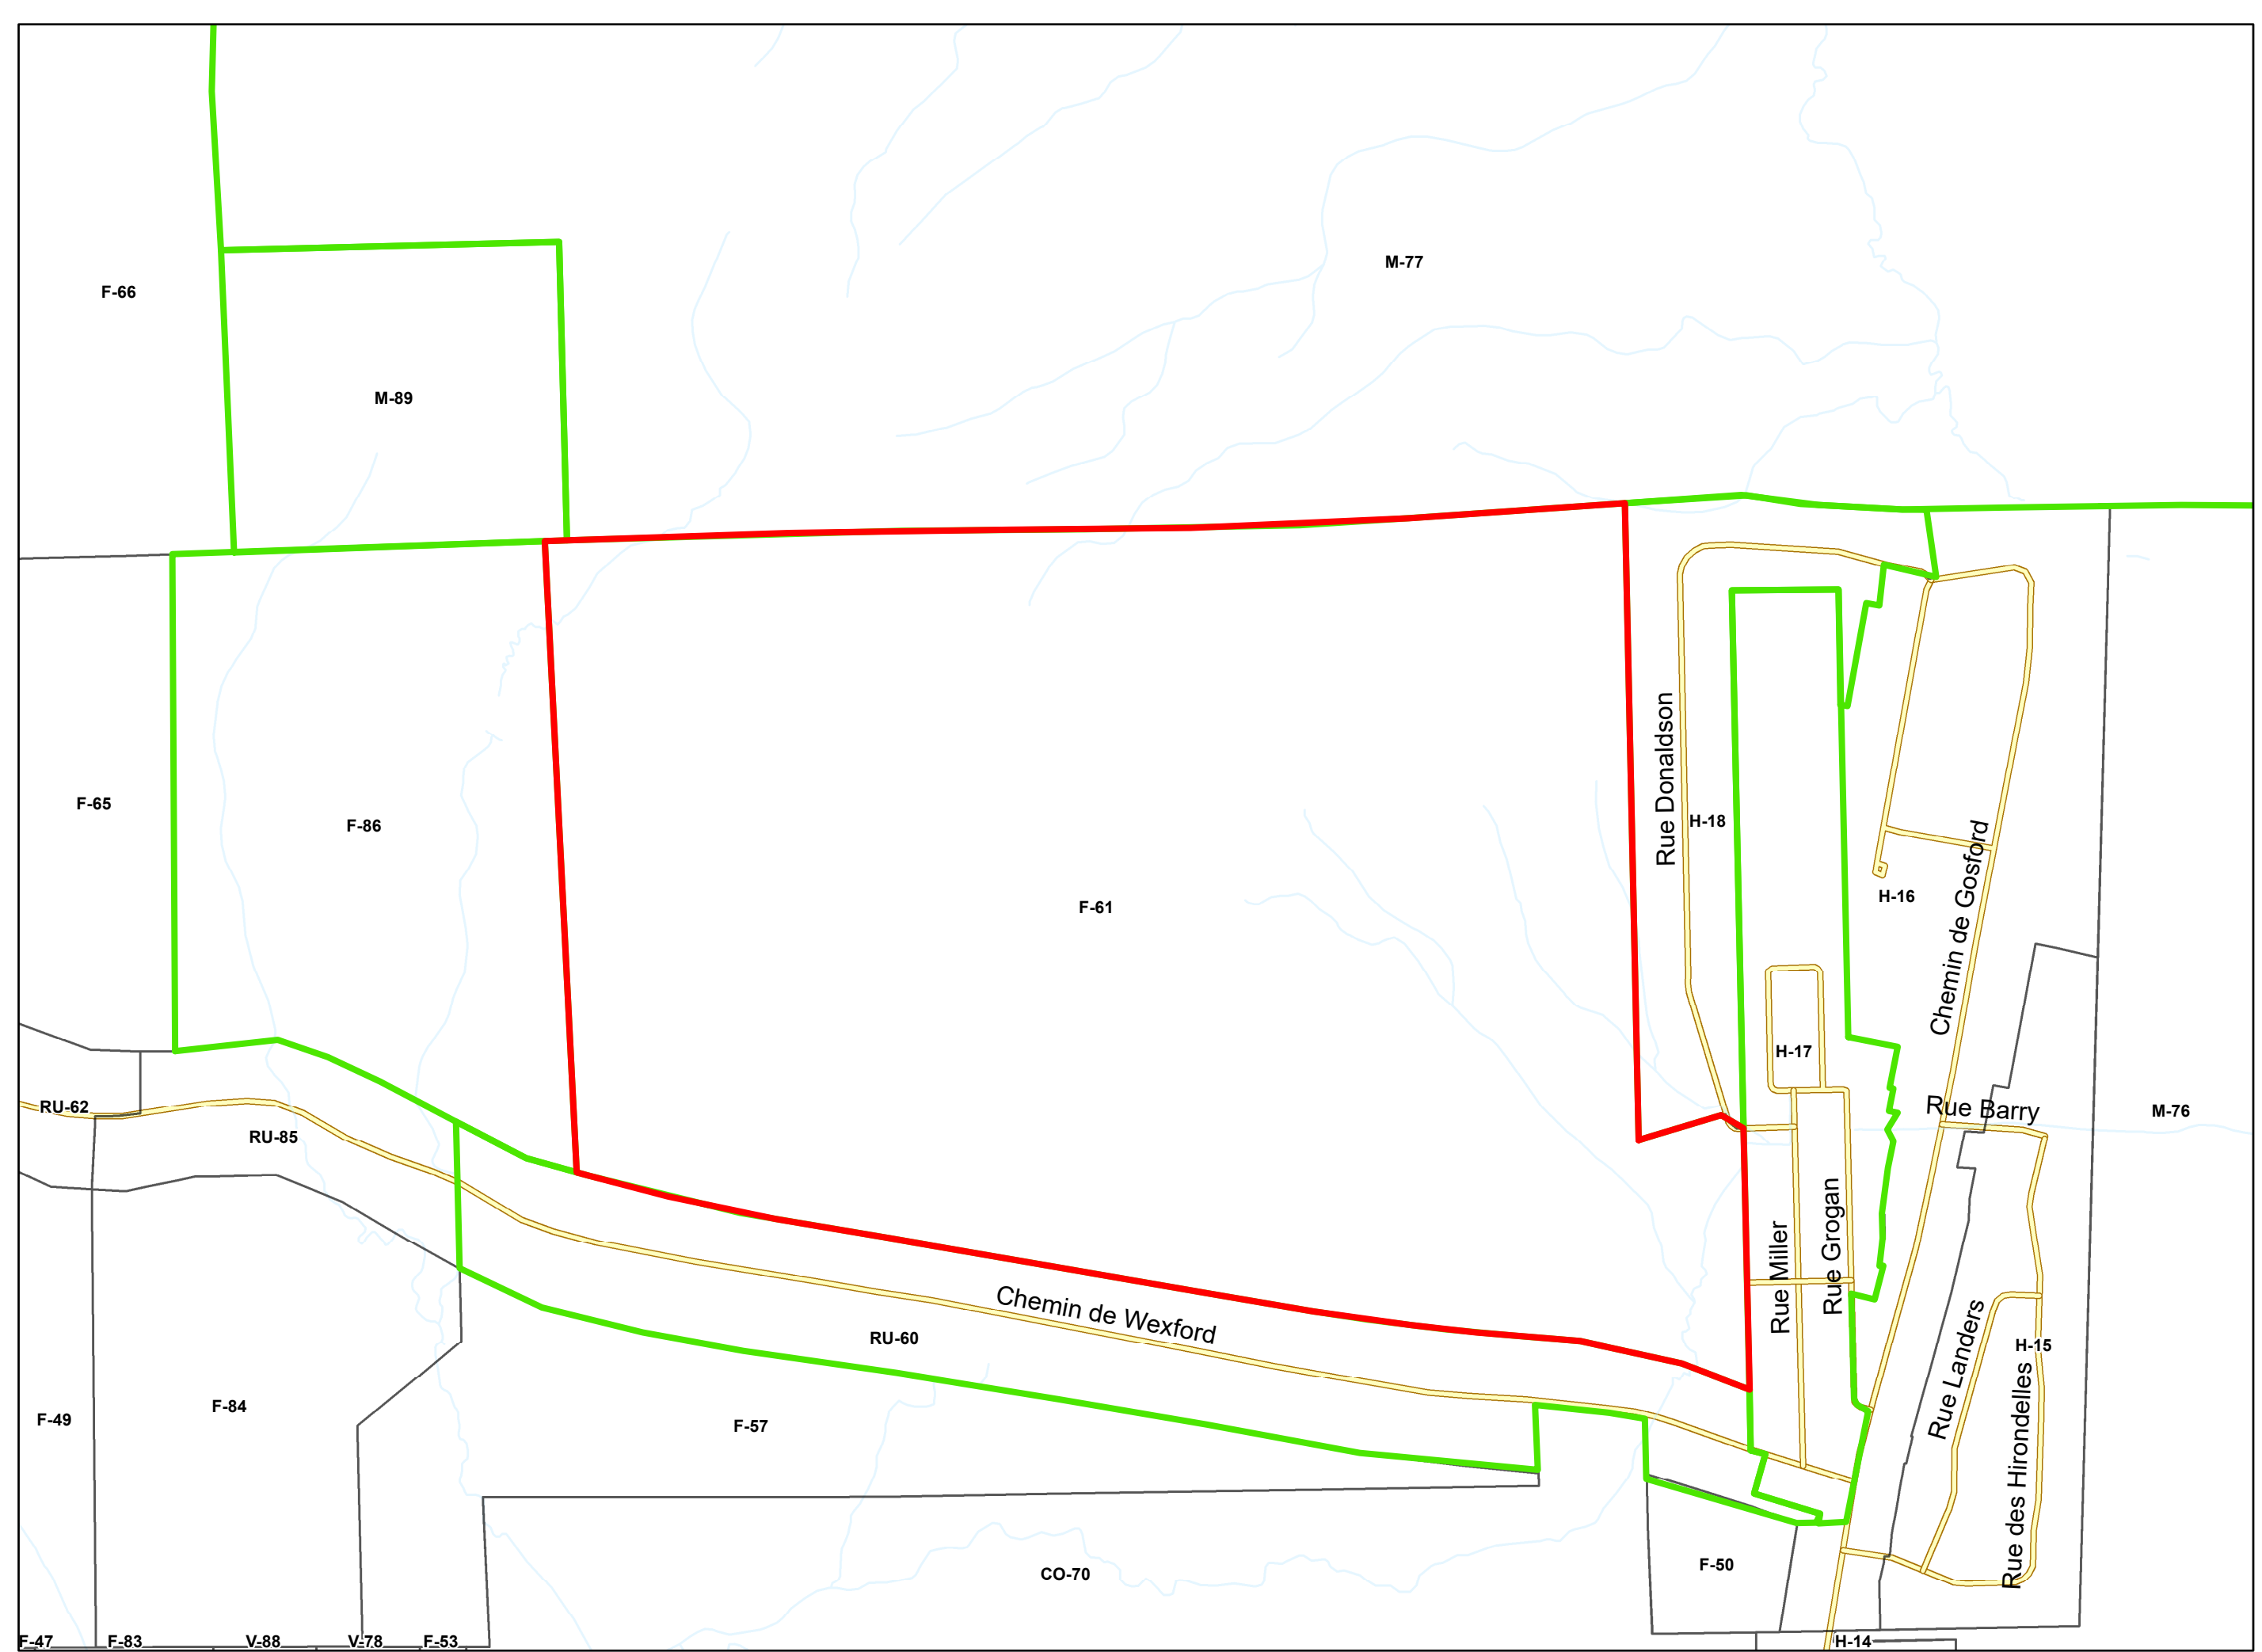 M-77
F-66
M-89
Rue Donaldson
F-65
H-18
F-86
Chemin de Gosford
H-16
F-61
H-17
RU-62
Rue Barry
M-76
RU-85
Rue Miller
Rue Grogan
Chemin de Wexford
RU-60
Rue Landers
H-15
Rue des Hirondelles
F-84
F-49
F-57
F-50
CO-70
F-47
F-83
V-88
V-78
F-53
H-14